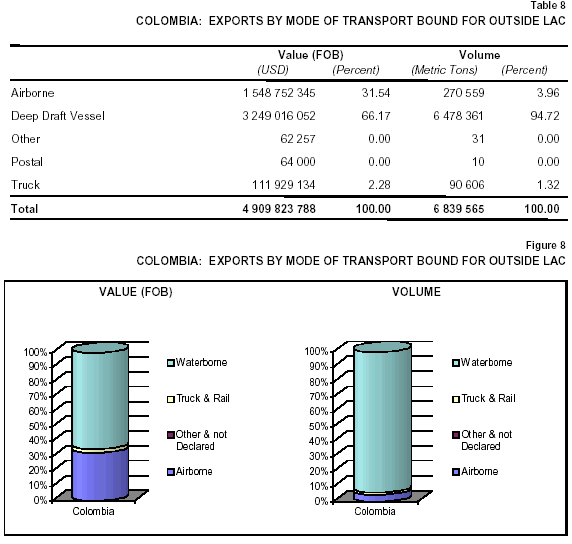 Table 8
COLOMBIA: EXPORTS BY MODE OF TRANSPORT BOUND FOR OUTSIDE LAC
Value (FOB) Volume
(USD) (Percent) (Metric Tons) (Percent)
Airborne 1 548 752 345 31.54 270 559 3.96
Deep Draft Vessel 3 249 016 052 66.17 6 478 361 94.72
Other 62 257 0.00 31 0.00
Postal 64 000 0.00 10 0.00
Truck 111 929 134 2.28 90 606 1.32
Total 4 909 823 788 100.00 6 839 565 100.00
Figure 8
COLOMBIA: EXPORTS BY MODE OF TRANSPORT BOUND FOR OUTSIDE LAC
VALUE (FOB)
100%
90%
80%
70%
60%
50%
40%
30%
20%
10%
0%
Colombia
Waterborne
Truck & Rail
Other & not
Declared
Airborne
VOLUME
100%
90%
80%
70%
60%
50%
40%
30%
20%
10%
0%
Colombia
Waterborne
Truck & Rail
Other & not
Declared
Airborne